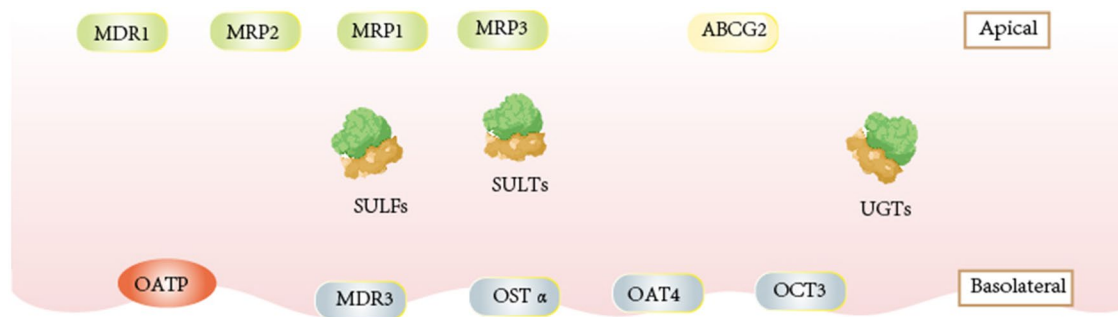 MDR1
MRP2
MRP1
MRP3
ABCG2
Apical
SULFs
SULTs
UGTs
OATP
MDR3
OST α
OAT4
OCT3
Basolateral